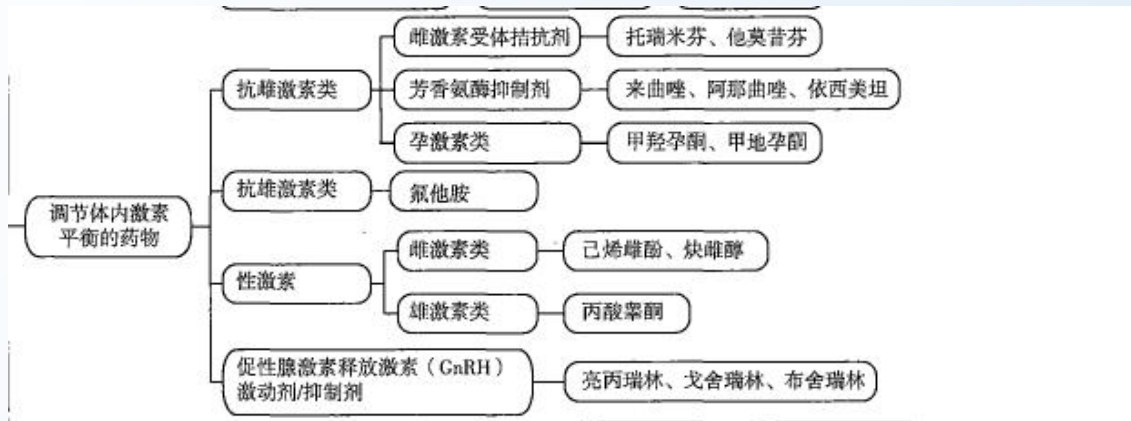 雌激素受体拮抗剂
托瑞米芬、他莫昔芬
抗雌激素类
芳香氨酶抑制剂
来曲唑、阿那曲唑、依西美坦
孕激素类
甲羟孕酮、甲地孕酮
抗雄激素类
氟他胺
调节体内激素
平衡的药物
雌激素类
己烯雌酚、炔雌醇
性激素
雄激素类
丙酸睾酮
促性腺激素释放激素（GnRH）
激动剂/抑制剂
亮丙瑞林、戈舍瑞林、布舍瑞林